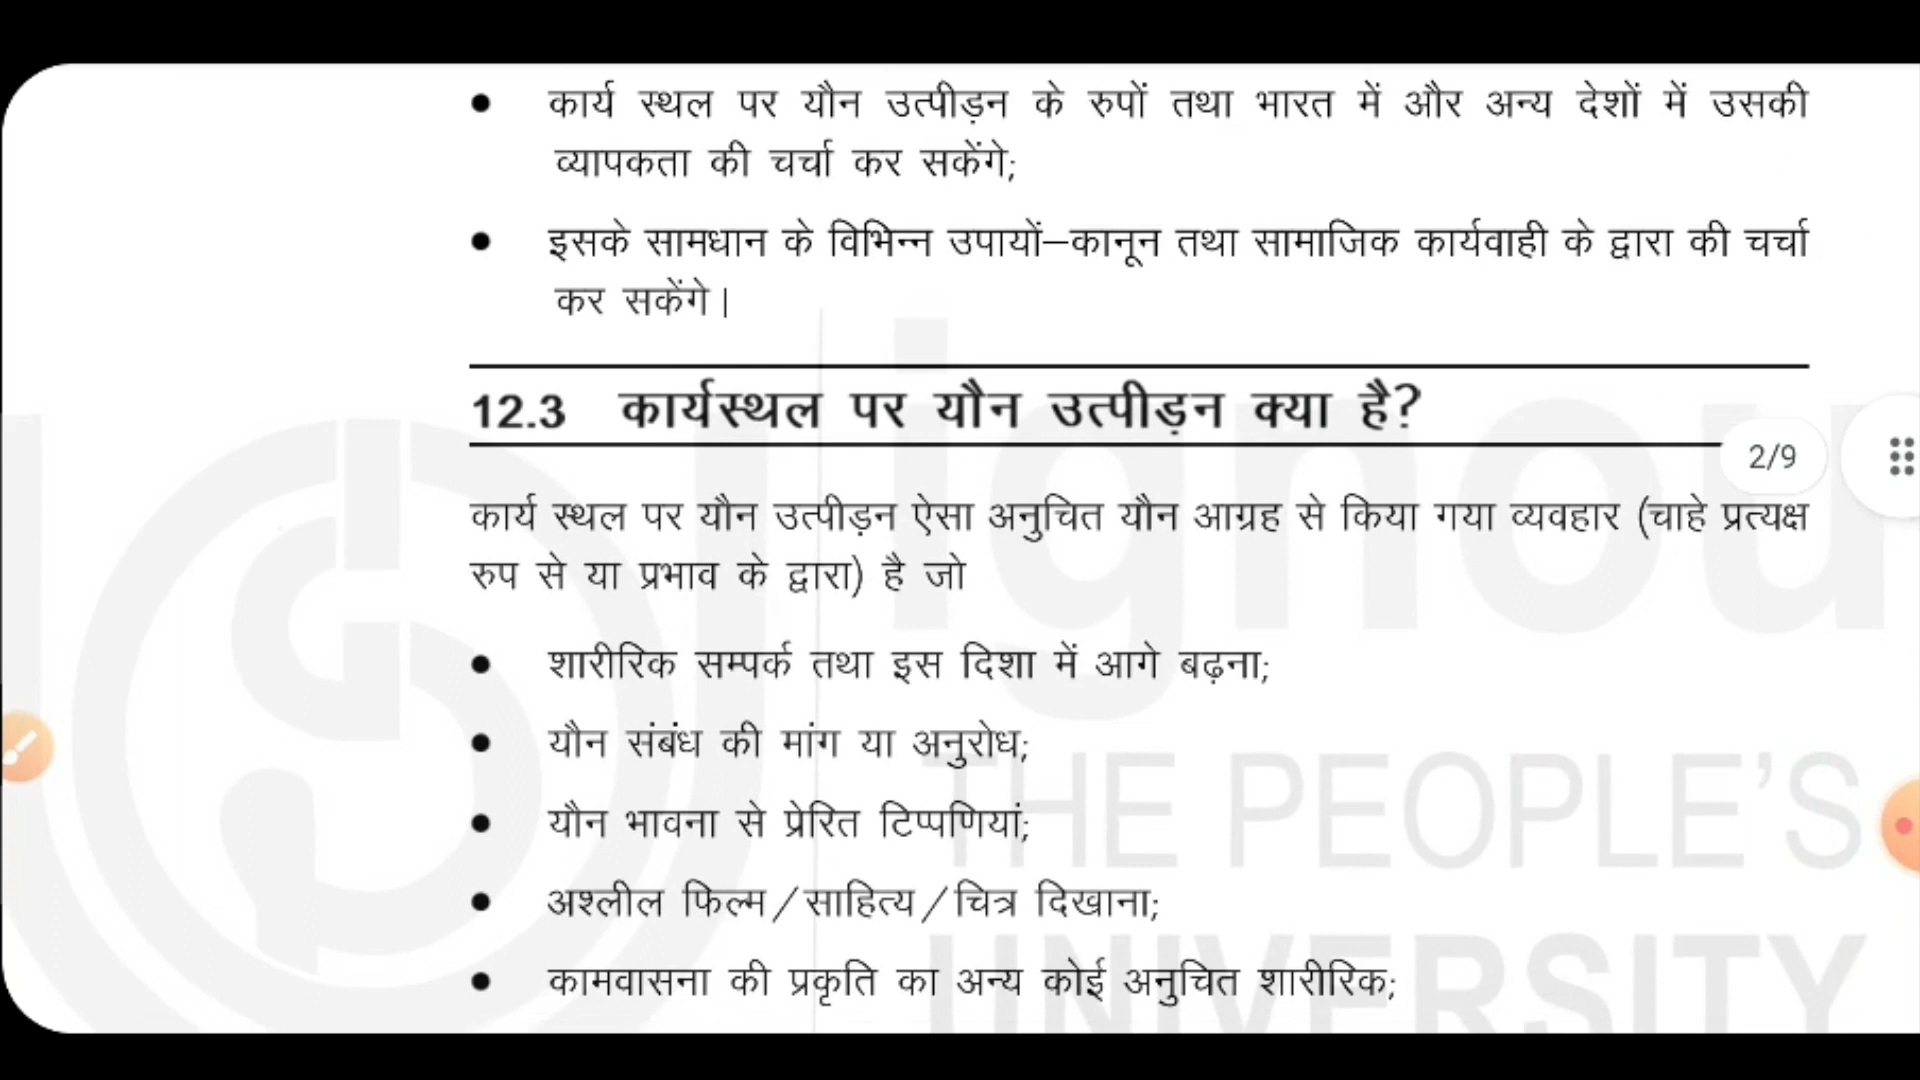 ● कार्य स्थल पर यौन उत्पीड़न के रुपों तथा भारत में और अन्य देशों में उसकी
व्यापकता की चर्चा कर सकेंगे;
● इसके सामधान के विभिन्न उपायों–कानून तथा सामाजिक कार्यवाही के द्वारा की चर्चा
कर सकेंगे।
12.3 कार्यस्थल पर यौन उत्पीड़न क्या है?
2/9
कार्य स्थल पर यौन उत्पीड़न ऐसा अनुचित यौन आग्रह से किया गया व्यवहार (चाहे प्रत्यक्ष
रुप से या प्रभाव के द्वारा) है जो
● शारीरिक सम्पर्क तथा इस दिशा में आगे बढ़ना;
● यौन संबंध की मांग या अनुरोध;
● यौन भावना से प्रेरित टिप्पणियां;
● अश्लील फिल्म/साहित्य/चित्र दिखाना;
● कामवासना की प्रकृति का अन्य कोई अनुचित शारीरिक;
ignou
THE PEOPLE'S
UNIVERSITY